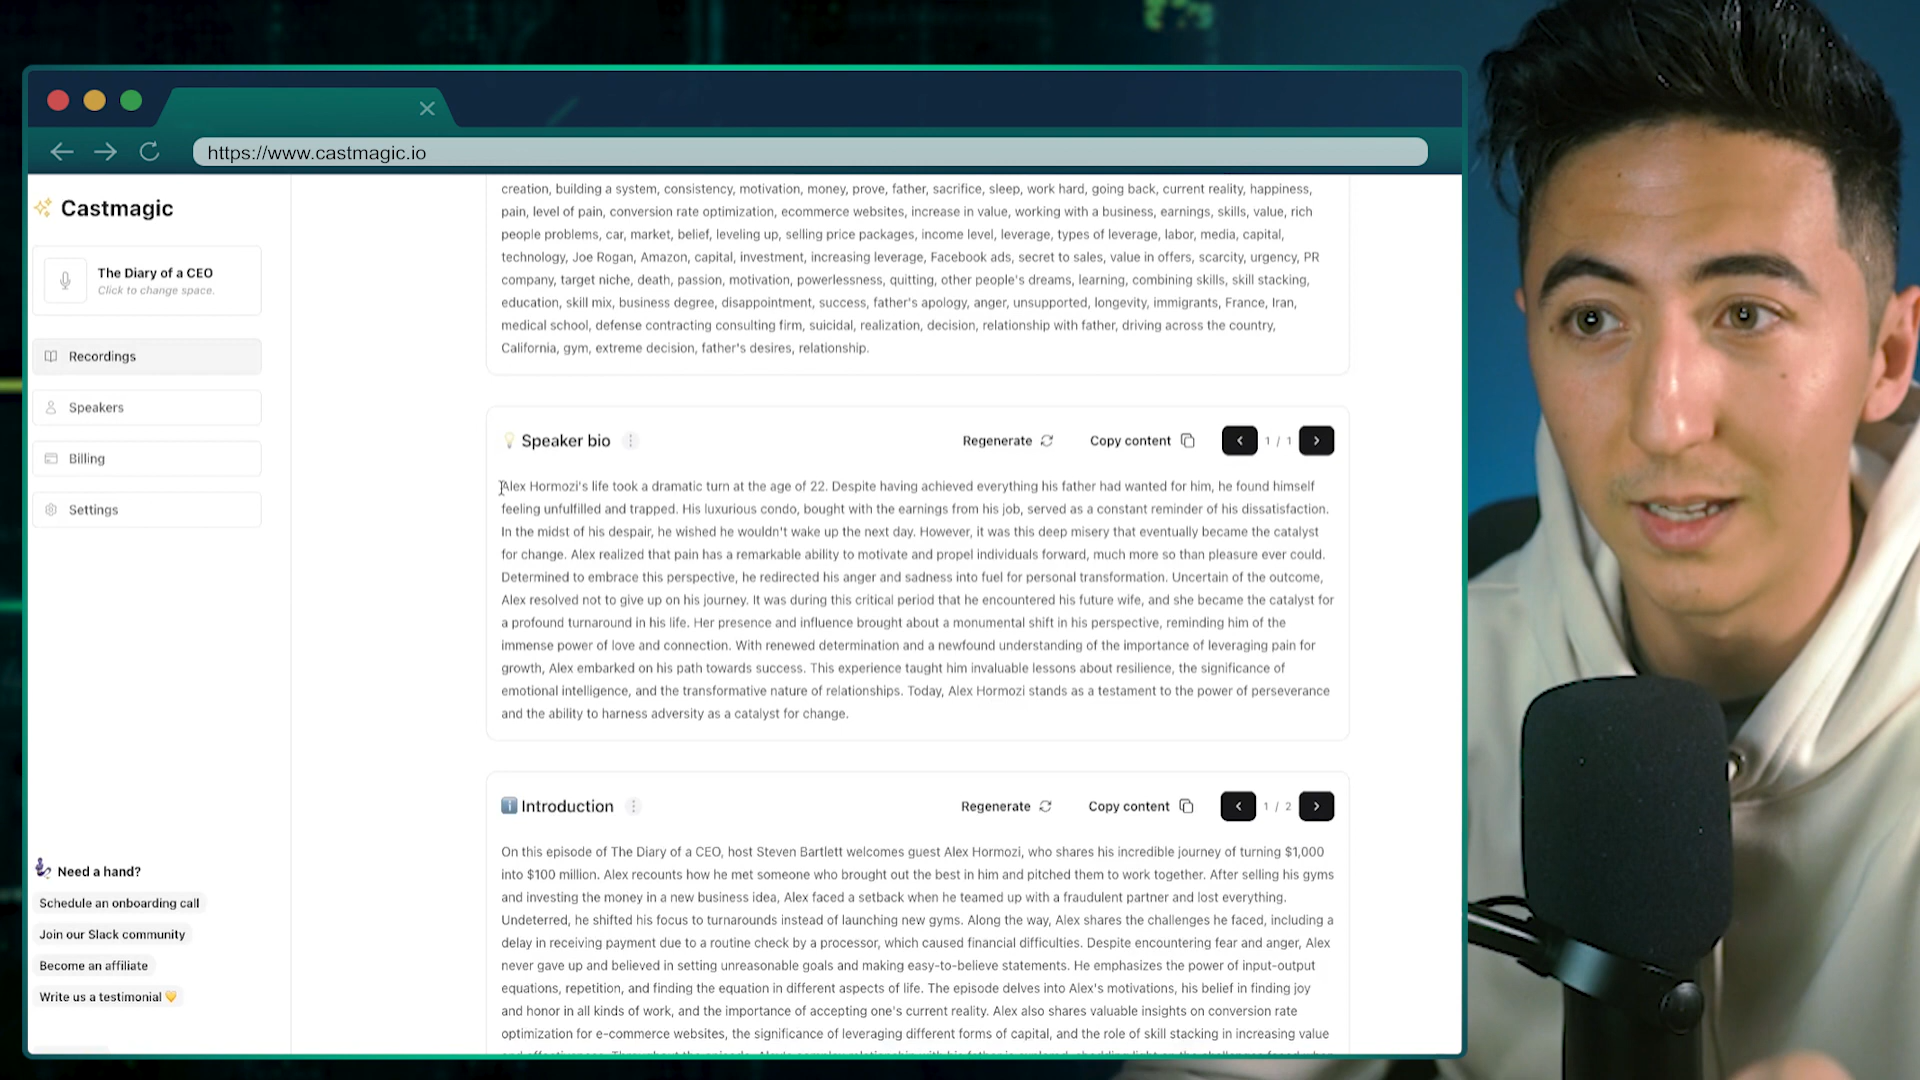 https://www.castmagic.io
Castmagic
The Diary of a CEO
Click to change space.
Recordings
Speakers
Billing
Settings
Need a hand?
Schedule an onboarding call
Join our Slack community
Become an affiliate
Write us a testimonial
creation, building a system, consistency, motivation, money, prove, father, sacrifice, sleep, work hard, going back, current reality, happiness,
pain, level of pain, conversion rate optimization, ecommerce websites, increase in value, working with a business, earnings, skills, value, rich
people problems, car, market, belief, leveling up, selling price packages, income level, leverage, types of leverage, labor, media, capital,
technology, Joe Rogan, Amazon, capital, investment, increasing leverage, Facebook ads, secret to sales, value in offers, scarcity, urgency, PR
company, target niche, death, passion, motivation, powerlessness, quitting, other people's dreams, learning, combining skills, skill stacking,
education, skill mix, business degree, disappointment, success, father's apology, anger, unsupported, longevity, immigrants, France, Iran,
medical school, defense contracting consulting firm, suicidal, realization, decision, relationship with father, driving across the country,
California, gym, extreme decision, father's desires, relationship.
Speaker bio
Regenerate
Copy content
1 / 1
Alex Hormozi's life took a dramatic turn at the age of 22. Despite having achieved everything his father had wanted for him, he found himself
feeling unfulfilled and trapped. His luxurious condo, bought with the earnings from his job, served as a constant reminder of his dissatisfaction.
In the midst of his despair, he wished he wouldn't wake up the next day. However, it was this deep misery that eventually became the catalyst
for change. Alex realized that pain has a remarkable ability to motivate and propel individuals forward, much more so than pleasure ever could.
Determined to embrace this perspective, he redirected his anger and sadness into fuel for personal transformation. Uncertain of the outcome,
Alex resolved not to give up on his journey. It was during this critical period that he encountered his future wife, and she became the catalyst for
a profound turnaround in his life. Her presence and influence brought about a monumental shift in his perspective, reminding him of the
immense power of love and connection. With renewed determination and a newfound understanding of the importance of leveraging pain for
growth, Alex embarked on his path towards success. This experience taught him invaluable lessons about resilience, the significance of
emotional intelligence, and the transformative nature of relationships. Today, Alex Hormozi stands as a testament to the power of perseverance
and the ability to harness adversity as a catalyst for change.
Introduction
Regenerate
Copy content
1 / 2
On this episode of The Diary of a CEO, host Steven Bartlett welcomes guest Alex Hormozi, who shares his incredible journey of turning $1,000
into $100 million. Alex recounts how he met someone who brought out the best in him and pitched them to work together. After selling his gyms
and investing the money in a new business idea, Alex faced a setback when he teamed up with a fraudulent partner and lost everything.
Undeterred, he shifted his focus to turnarounds instead of launching new gyms. Along the way, Alex shares the challenges he faced, including a
delay in receiving payment due to a routine check by a processor, which caused financial difficulties. Despite encountering fear and anger, Alex
never gave up and believed in setting unreasonable goals and making easy-to-believe statements. He emphasizes the power of input-output
equations, repetition, and finding the equation in different aspects of life. The episode delves into Alex's motivations, his belief in finding joy
and honor in all kinds of work, and the importance of accepting one's current reality. Alex also shares valuable insights on conversion rate
optimization for e-commerce websites, the significance of leveraging different forms of capital, and the role of skill stacking in increasing value